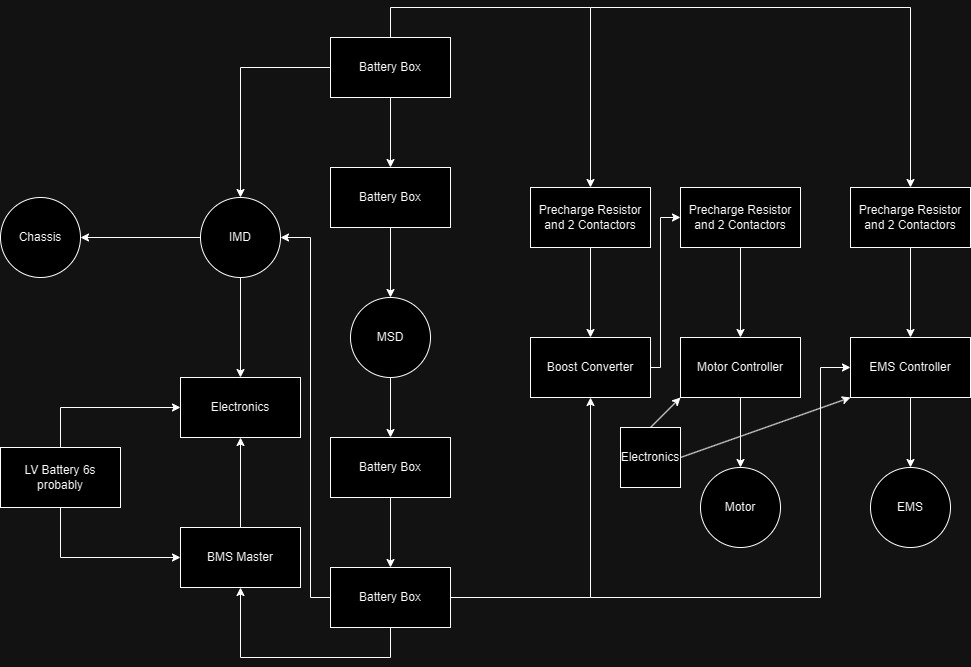 Battery Box
Battery Box
Precharge Resistor
and 2 Contactors
Precharge Resistor
and 2 Contactors
Precharge Resistor
and 2 Contactors
Chassis
IMD
MSD
Boost Converter
Motor Controller
EMS Controller
Electronics
Electronics
LV Battery 6s
probably
Battery Box
Motor
EMS
BMS Master
Battery Box